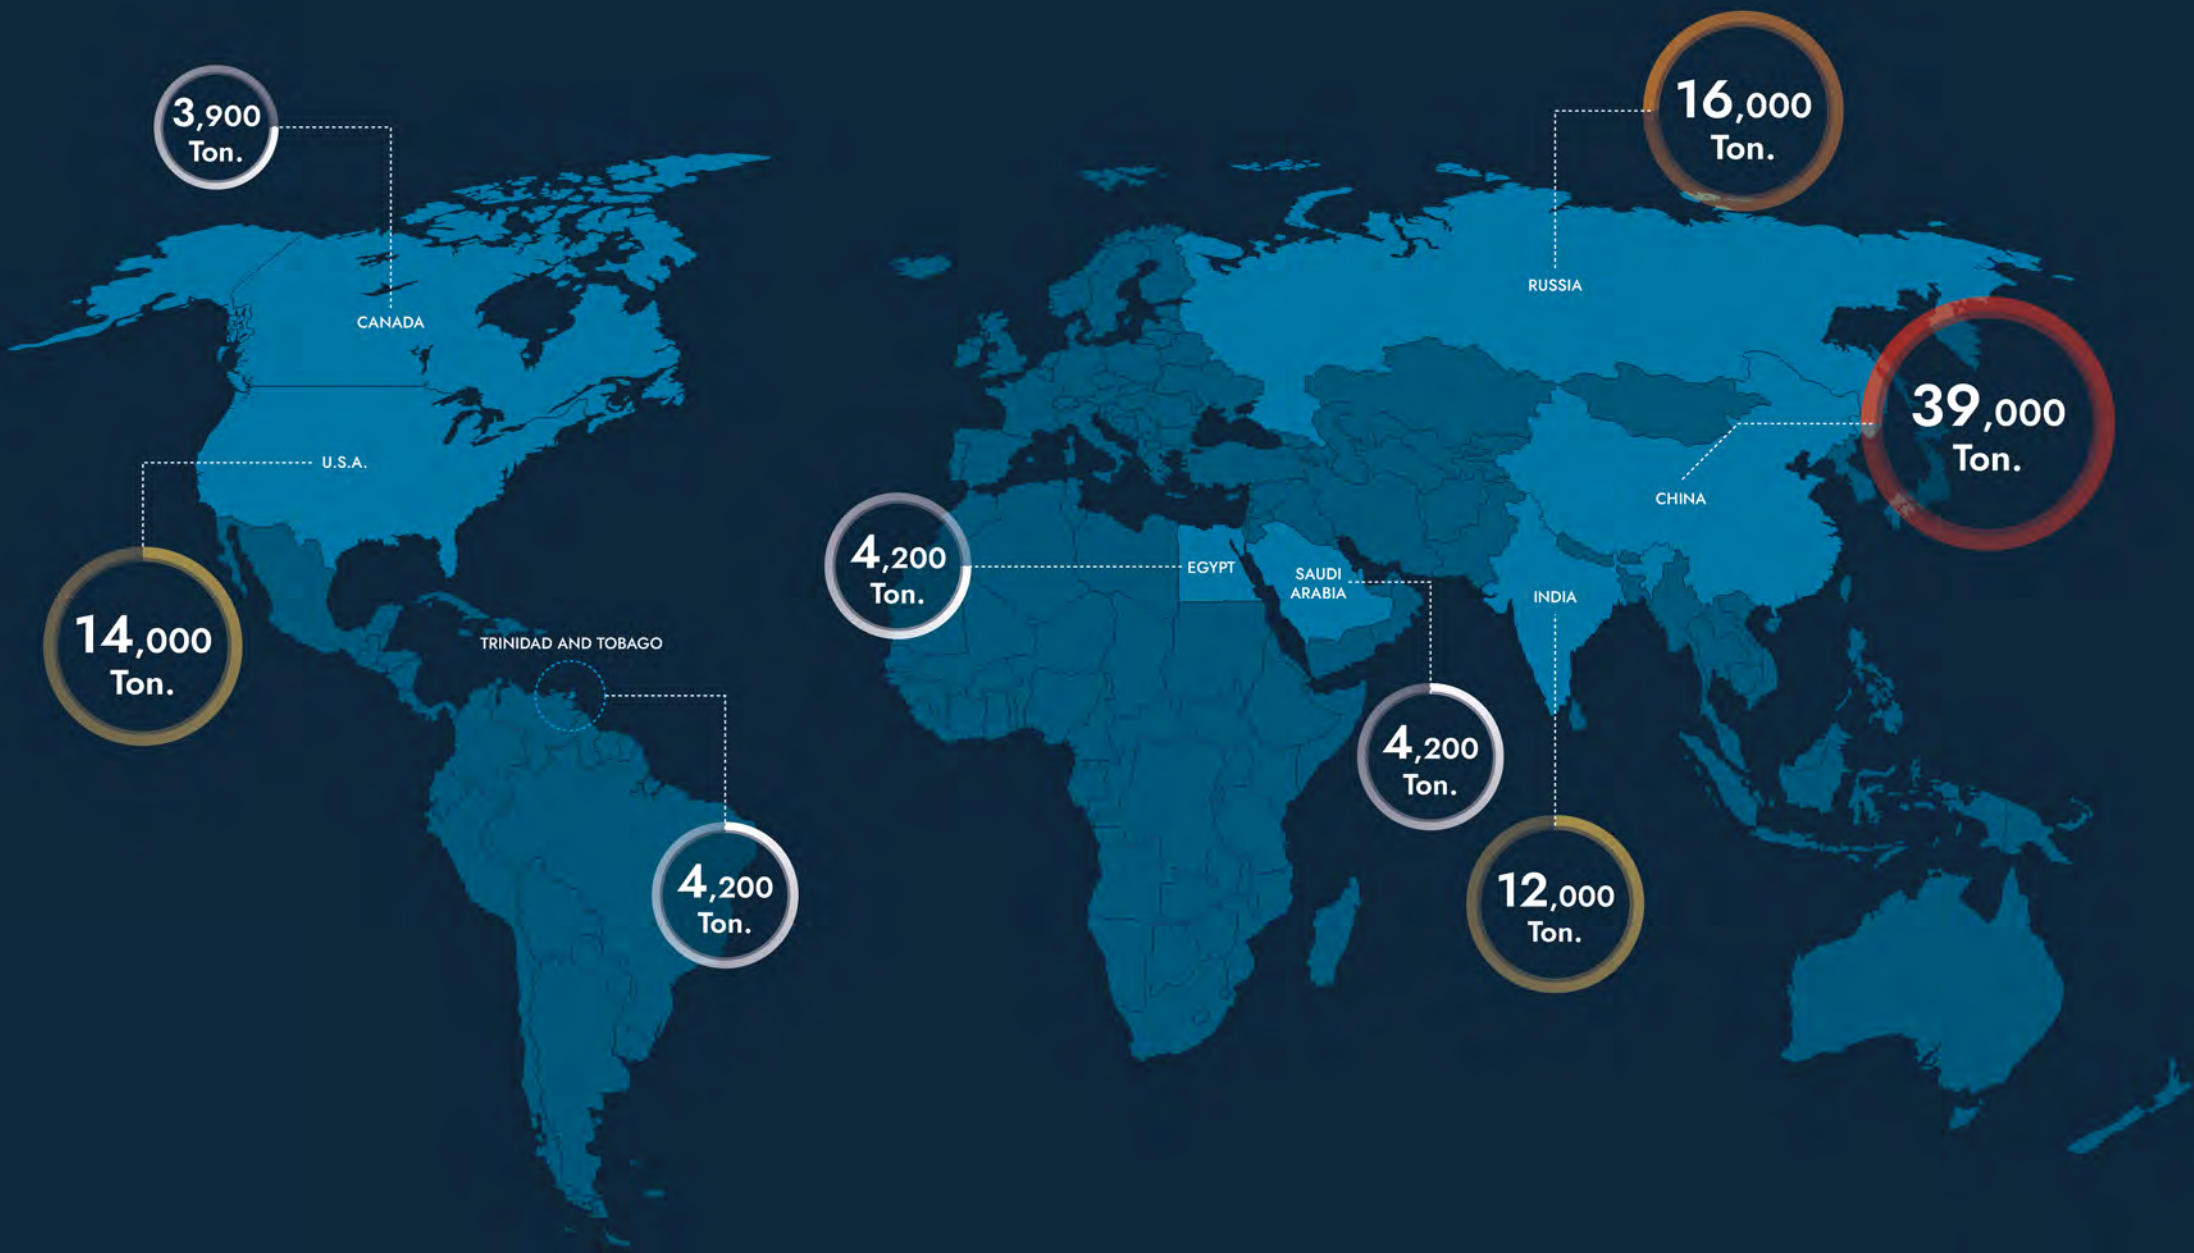 3,900
Ton.
16,000
Ton.
RUSSIA
CANADA
39,000
Ton.
U.S.A.
CHINA
4,200
Ton.
EGYPT
SAUDI
ARABIA
INDIA
14,000
Ton.
TRINIDAD AND TOBAGO
4,200
Ton.
4,200
Ton.
12,000
Ton.